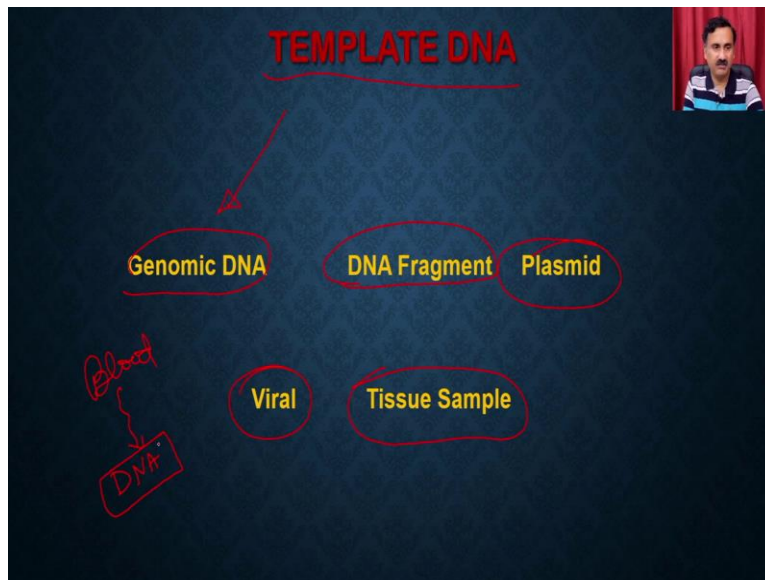 TEMPLATE DNA
Genomic DNA DNA Fragment Plasmid
Blood
Viral Tissue Sample
DNA